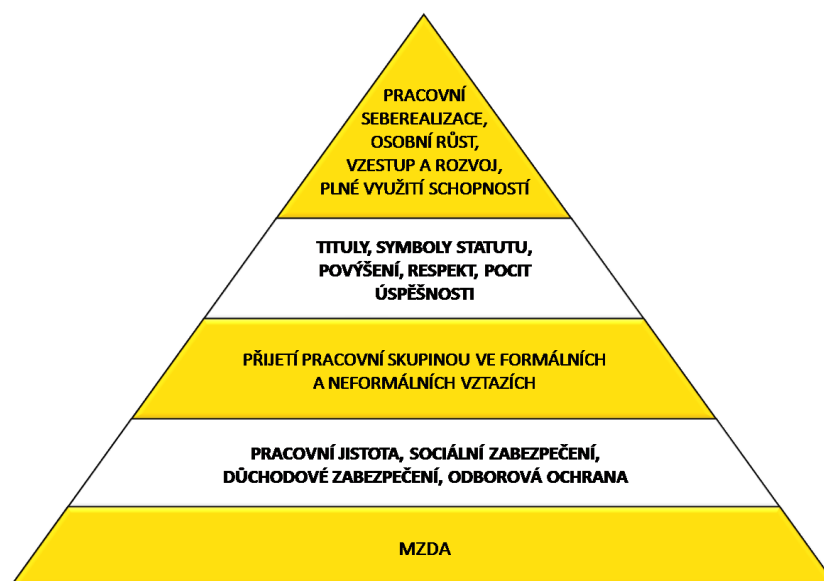 PRACOVNÍ
SEBEREALIZACE,
OSOBNÍ RŮST,
VZESTUP A ROZVOJ,
PLNÉ VYUŽITÍ SCHOPNOSTÍ
TITULY, SYMBOLY STATUTU,
POVÝŠENÍ, RESPEKT, POCIT
ÚSPĚŠNOSTI
PŘIJETÍ PRACOVNÍ SKUPINOU VE FORMÁLNÍCH
A NEFORMÁLNÍCH VZTAZÍCH
PRACOVNÍ JISTOTA, SOCIÁLNÍ ZABEZPEČENÍ,
DŮCHODOVÉ ZABEZPEČENÍ, ODBOROVÁ OCHRANA
MZDA